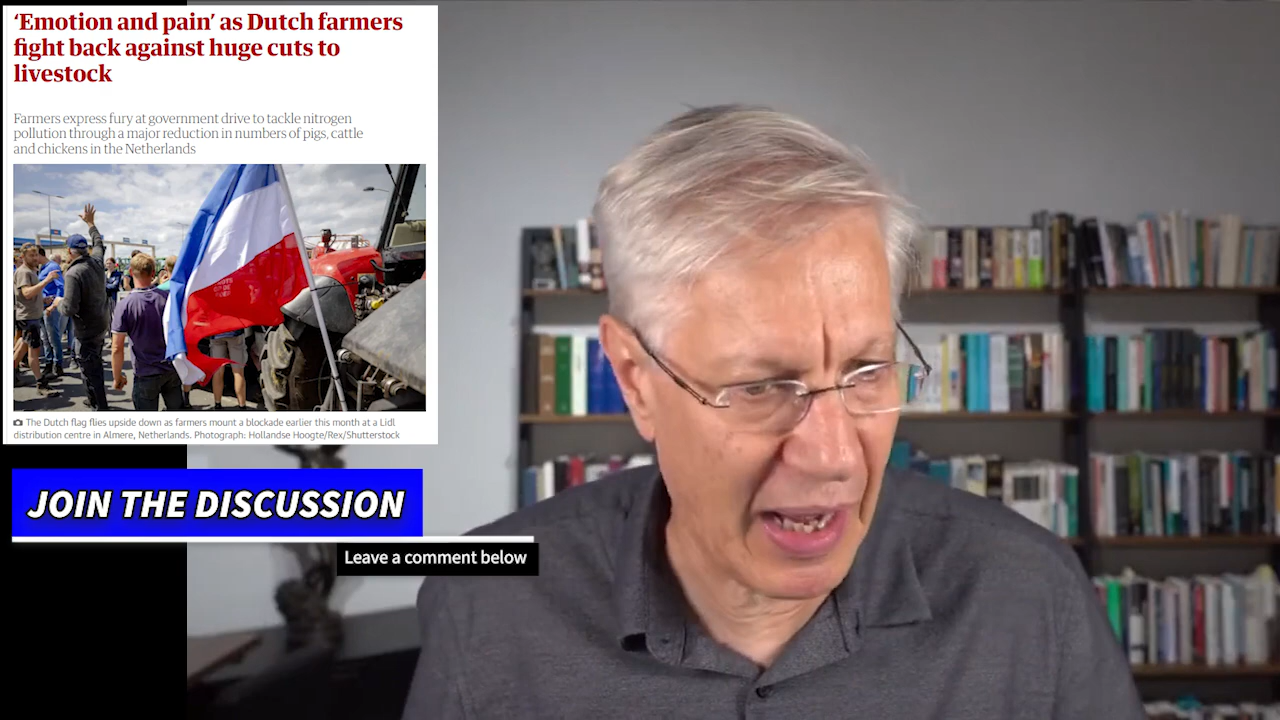 ‘Emotion and pain’ as Dutch farmers
fight back against huge cuts to
livestock
Farmers express fury at government drive to tackle nitrogen
pollution through a major reduction in numbers of pigs, cattle
and chickens in the Netherlands
The Dutch flag flies upside down as farmers mount a blockade earlier this month at a Lidl
distribution centre in Almere, Netherlands. Photograph: Hollandse Hoogte/Rex/Shutterstock
JOIN THE DISCUSSION
Leave a comment below